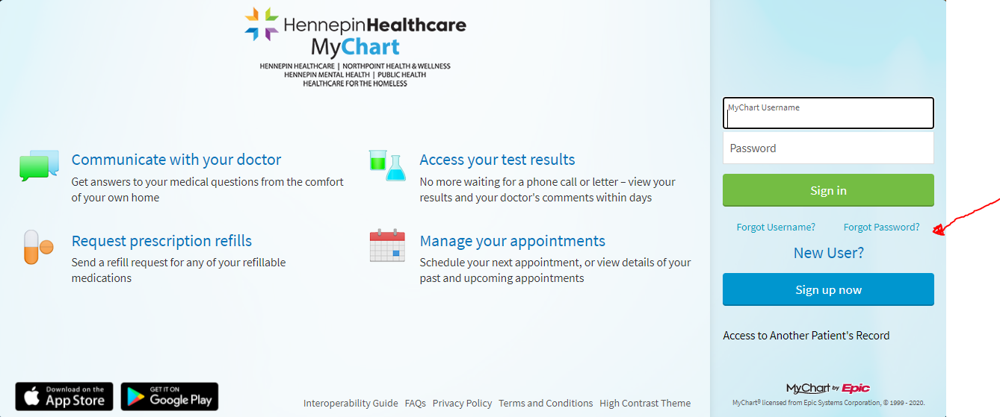 HennepinHealthcare
MyChart
HENNEPIN HEALTHCARE | NORTHPOINT HEALTH & WELLNESS
HENNEPIN MENTAL HEALTH | PUBLIC HEALTH
HEALTHCARE FOR THE HOMELESS
Communicate with your doctor
Get answers to your medical questions from the comfort
of your own home
Access your test results
No more waiting for a phone call or letter – view your
results and your doctor's comments within days
Request prescription refills
Send a refill request for any of your refillable
medications
Manage your appointments
Schedule your next appointment, or view details of your
past and upcoming appointments
Download on the
App Store
GET IT ON
Google Play
Interoperability Guide FAQs Privacy Policy Terms and Conditions High Contrast Theme
MyChart Username
Password
Sign in
Forgot Username? Forgot Password?
New User?
Sign up now
Access to Another Patient's Record
MyChart by Epic
MyChart® licensed from Epic Systems Corporation, © 1999 - 2020.